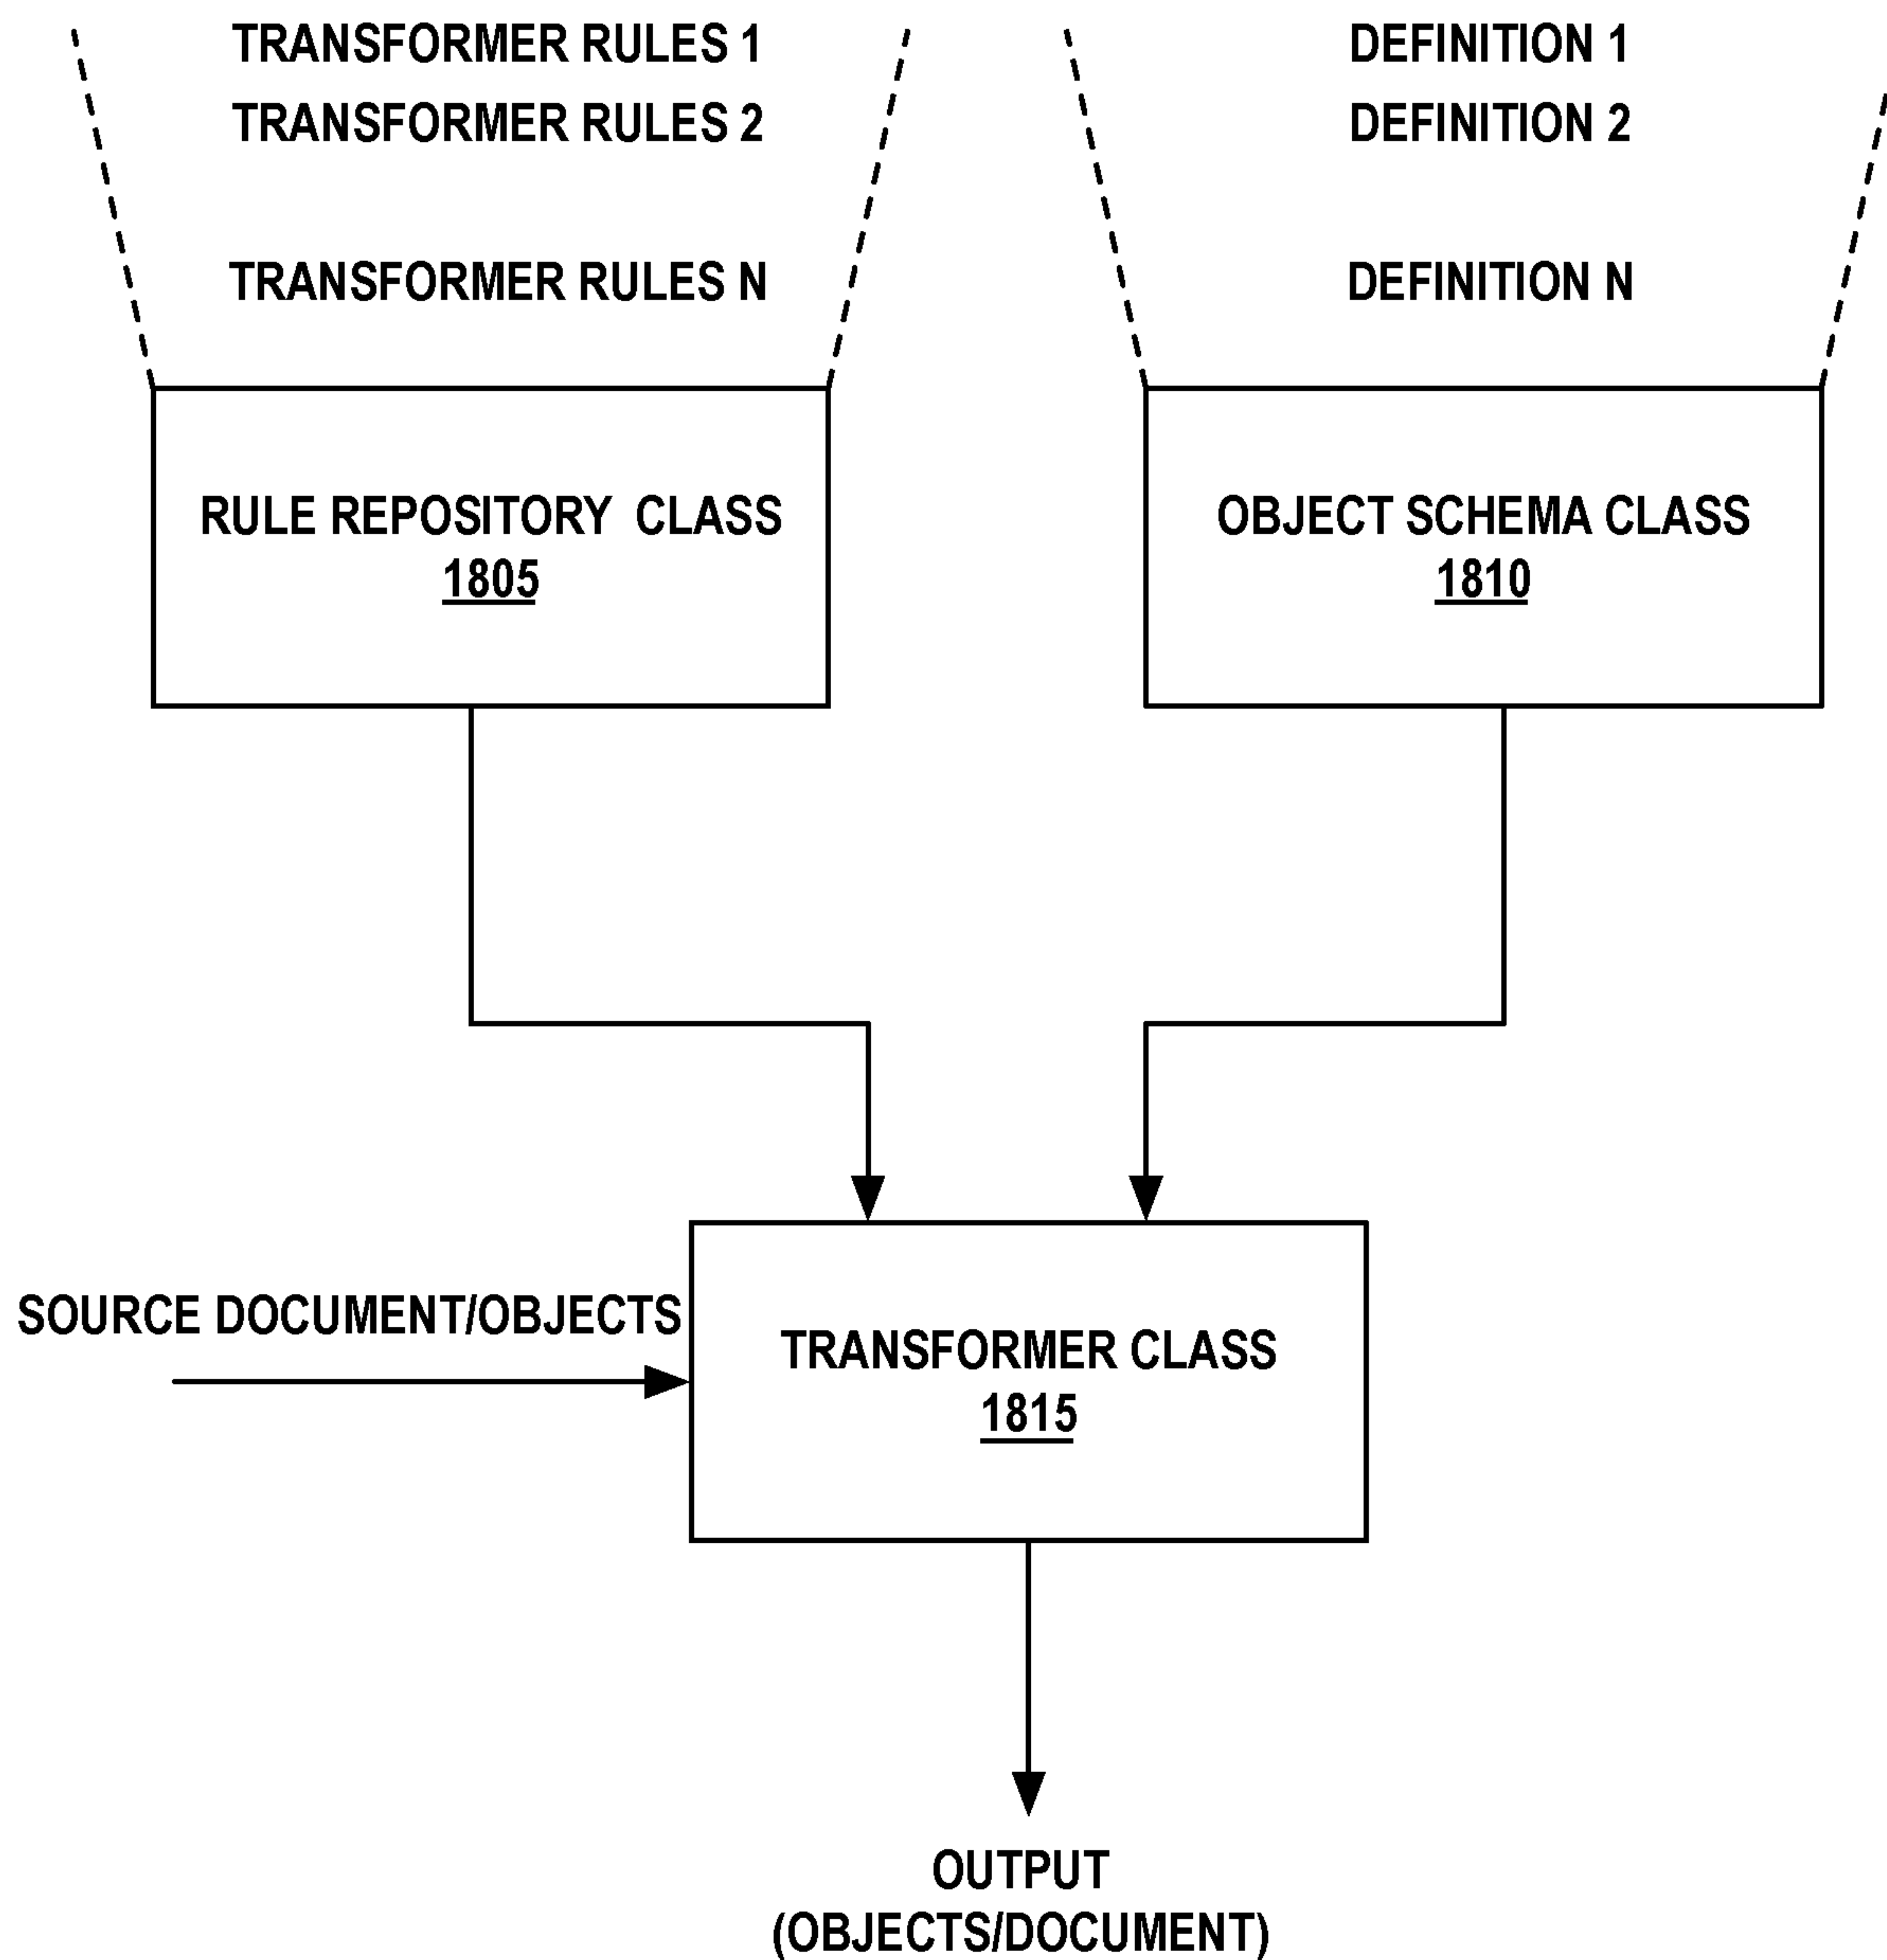 TRANSFORMER RULES 1
TRANSFORMER RULES 2
TRANSFORMER RULES N
DEFINITION 1
DEFINITION 2
DEFINITION N
RULE REPOSITORY CLASS
1805
OBJECT SCHEMA CLASS
1810
SOURCE DOCUMENT/OBJECTS
TRANSFORMER CLASS
1815
OUTPUT
(OBJECTS/DOCUMENT)